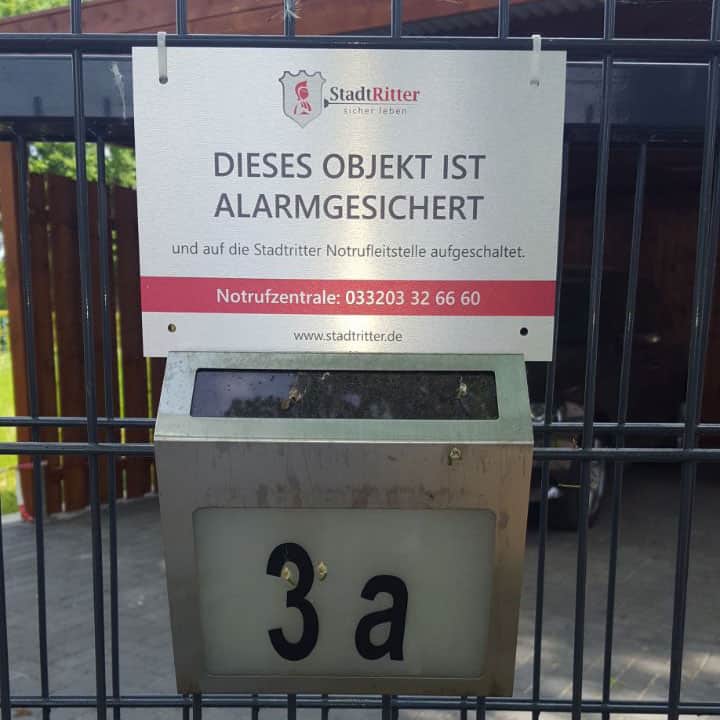 StadtRitter
sicher leben
DIESES OBJEKT IST
ALARMGESICHERT
und auf die Stadtritter Notrufleitstelle aufgeschaltet.
Notrufzentrale: 033203 32 66 60
www.stadtritter.de
3 a